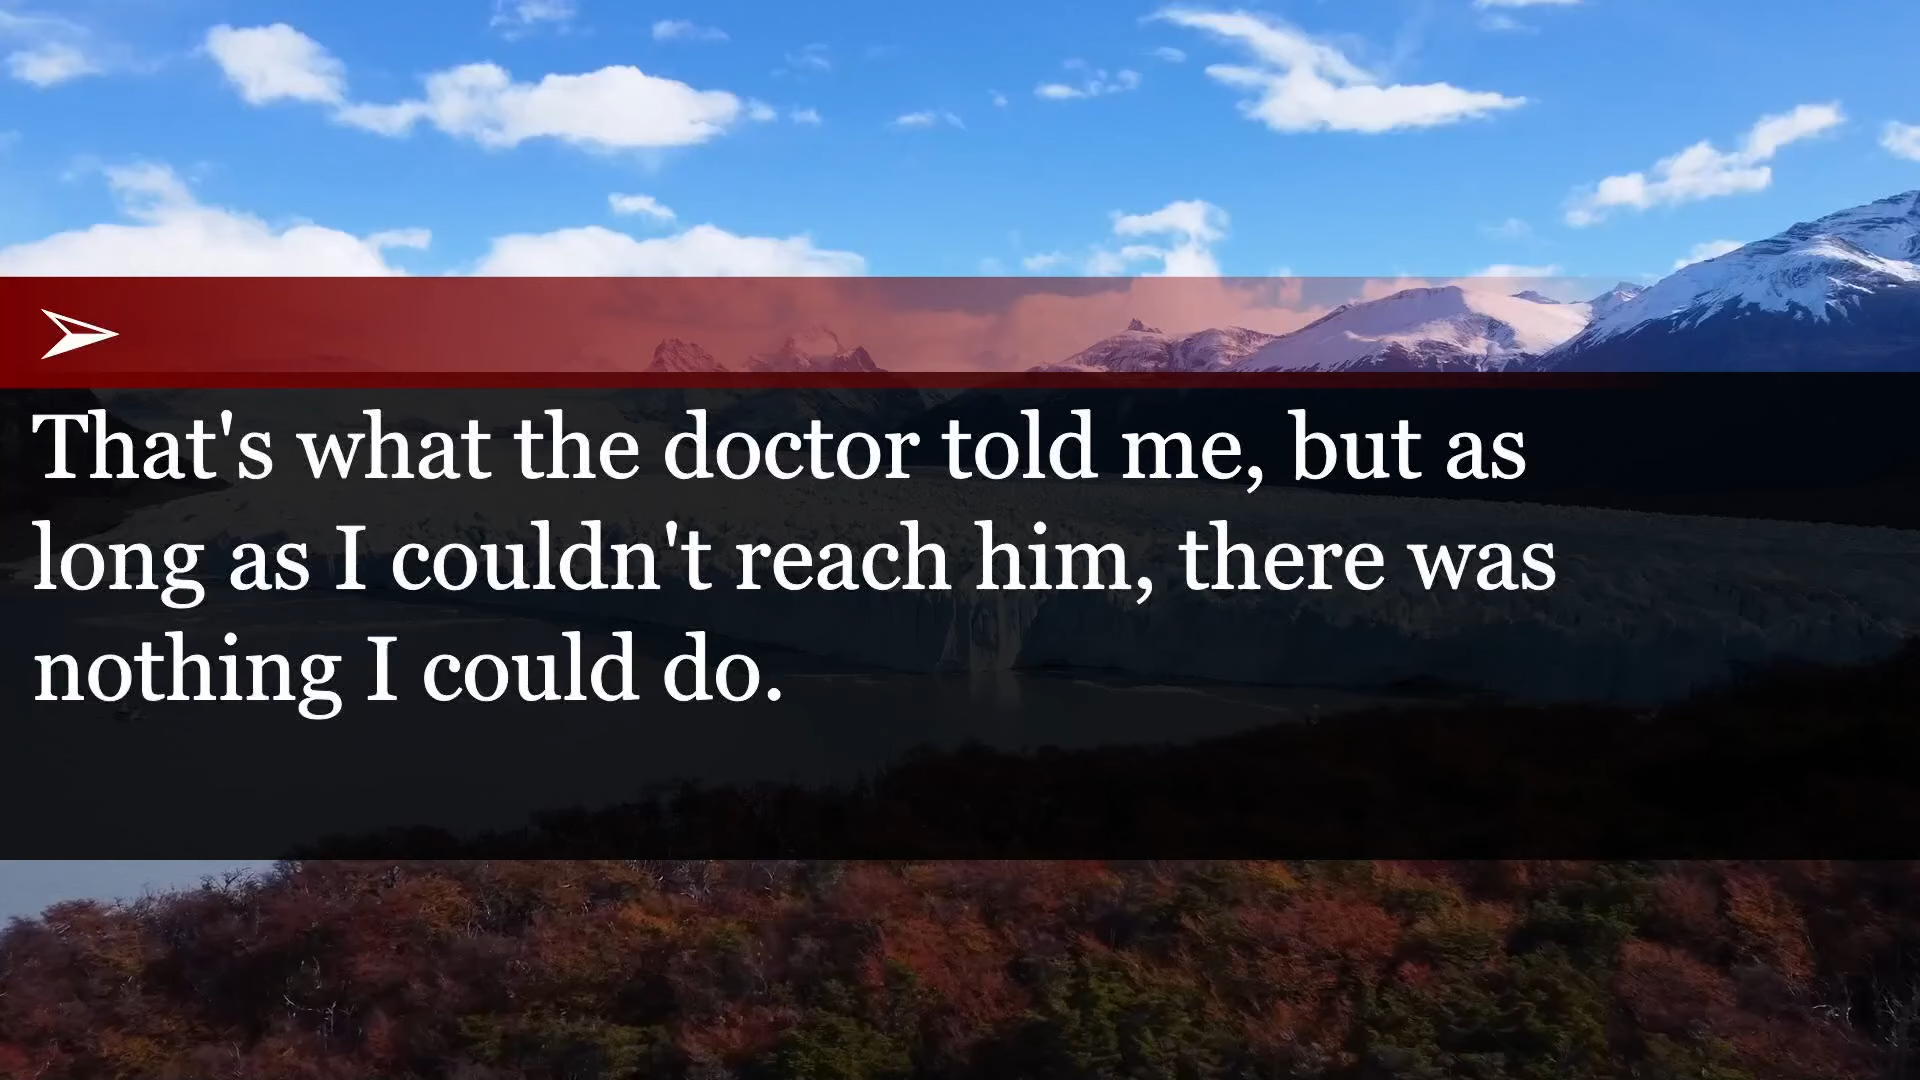 That's what the doctor told me, but as
long as I couldn't reach him, there was
nothing I could do.